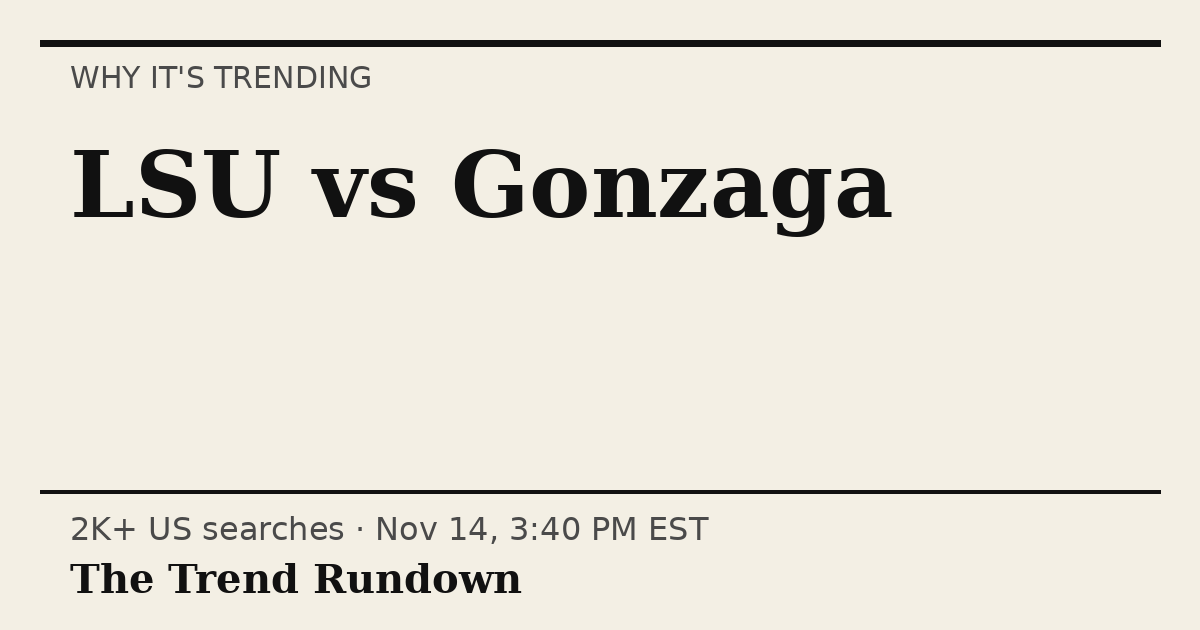 WHY IT'S TRENDING
LSU vs Gonzaga
2K+ US searches · Nov 14, 3:40 PM EST
The Trend Rundown